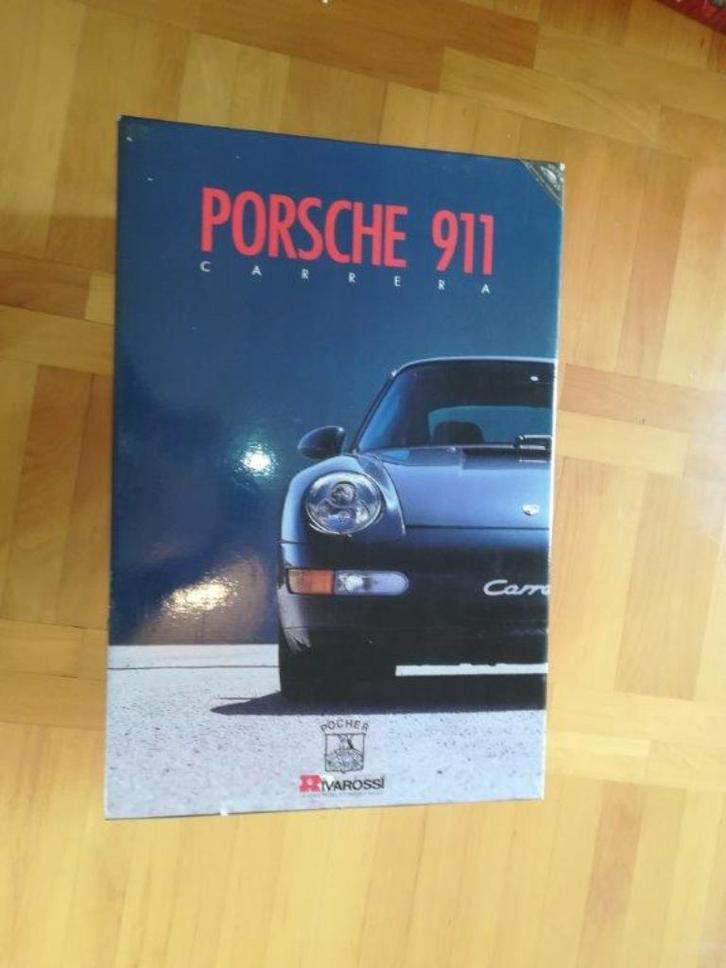 PORSCHE 911
CARRERA
Carre
POCHER
RIVAROSSI